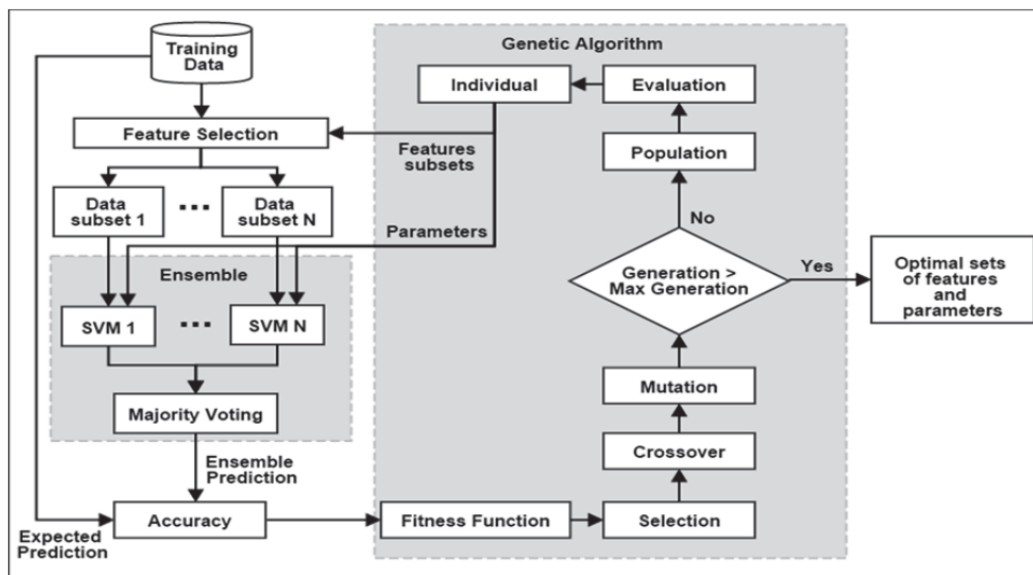 Training
Data
Genetic Algorithm
Individual
Evaluation
Feature Selection
Features
subsets
Population
Data
subset 1
...
Data
subset N
Parameters
No
Ensemble
Generation >
Max Generation
Yes
Optimal sets
of features
and
parameters
SVM 1
...
SVM N
Mutation
Majority Voting
Crossover
Ensemble
Prediction
Accuracy
Fitness Function
Selection
Expected
Prediction